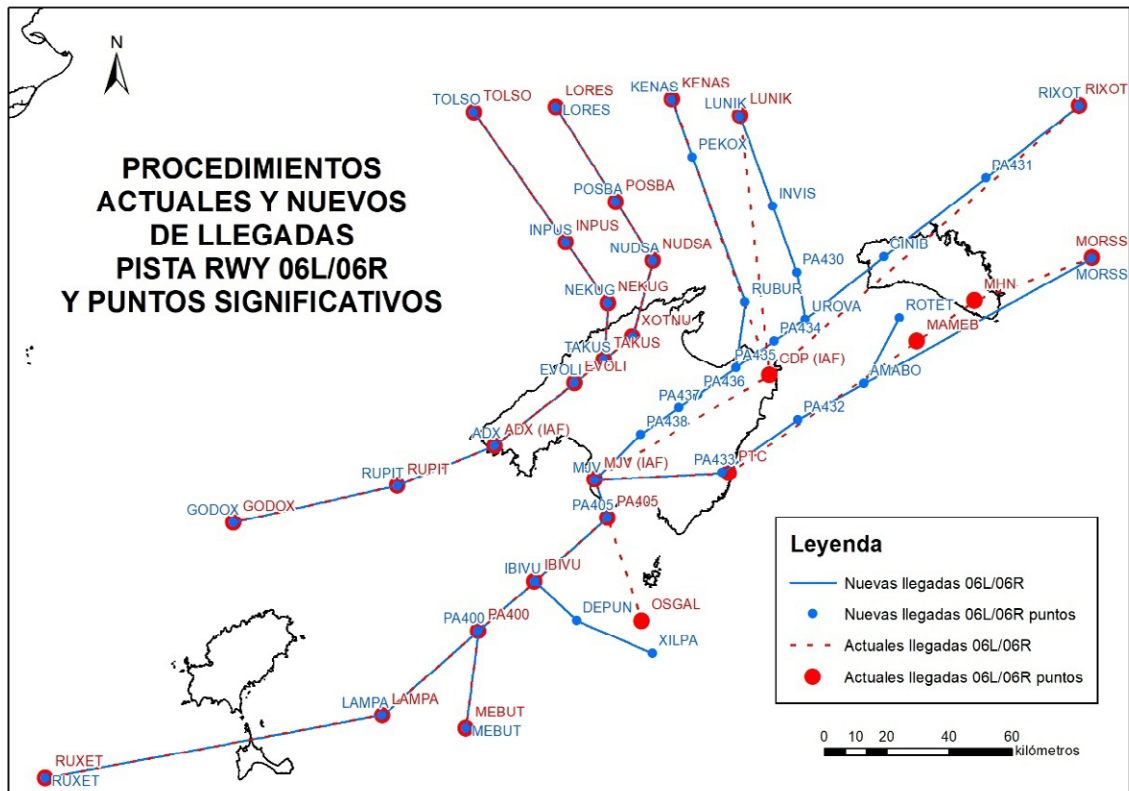 N
PROCEDIMIENTOS
ACTUALES Y NUEVOS
DE LLEGADAS
PISTA RWY 06L/06R
Y PUNTOS SIGNIFICATIVOS
TOLSO TOLSO
LORES
LORES
KENAS KENAS
LUNIK LUNIK
RIXOT RIXOT
PEKOX
PA431
POSBA POSBA
INVIS
INPUS INPUS
NUDSA NUDSA
CINIB
MORSS
MORSS
PA430
NEKUG NEKUG
RUBUR
UROVA
MHN
ROTET
XOTNU
PA434
MAMEB
TAKUS TAKUS
PA435
CDP (IAF)
EVOLI EVOLI
PA436
AMABO
PA437
PA432
PA438
ADX ADX (IAF)
RUPIT RUPIT
MJV MJV (IAF)
PA433 PTC
GODOX GODOX
PA405 PA405
IBIVU IBIVU
DEPUN
OSGAL
PA400 PA400
XILPA
LAMPA LAMPA
MEBUT
MEBUT
RUXET
RUXET
Leyenda
Nuevas llegadas 06L/06R
Nuevas llegadas 06L/06R puntos
Actuales llegadas 06L/06R
Actuales llegadas 06L/06R puntos
0 10 20 40 60
kilómetros